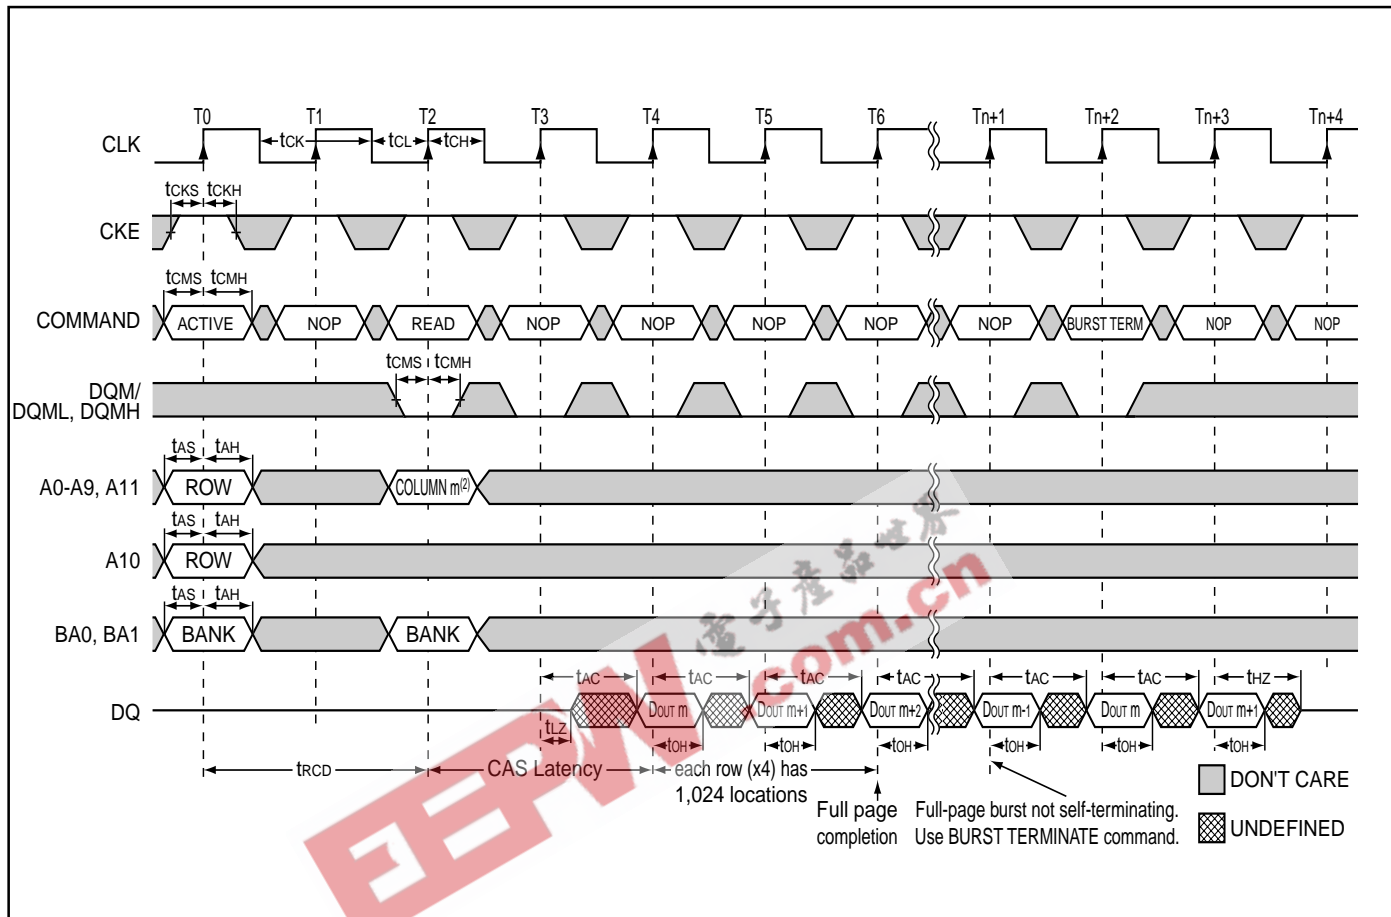 T0 T1 T2 T3 T4 T5 T6 Tn+1 Tn+2 Tn+3 Tn+4
CLK
tCK tCL tCH
tCKS tCKH
CKE
tCMS tCMH
COMMAND ACTIVE NOP READ NOP NOP NOP NOP NOP BURST TERM NOP NOP
tCMS tCMH
DQM/
DQML, DQMH
tAS tAH
A0-A9, A11 ROW COLUMN m(2)
tAS tAH
A10 ROW
tAS tAH
BA0, BA1 BANK BANK
tAC tAC tAC tAC tAC tAC tHZ
DQ DOUT m DOUT m+1 DOUT m+2 DOUT m-1 DOUT m DOUT m+1
tLZ tOH tOH tOH tOH tOH tOH
tRCD CAS Latency each row (x4) has
1,024 locations
Full page
completion
Full-page burst not self-terminating.
Use BURST TERMINATE command.
DON'T CARE
UNDEFINED
EEPW
.com.cn
電子產品世界